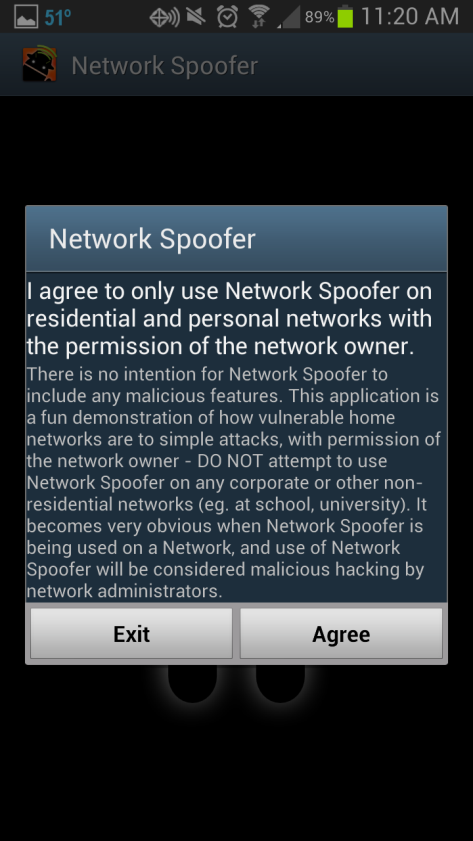 51° 89% 11:20 AM
Network Spoofer
Network Spoofer
I agree to only use Network Spoofer on
residential and personal networks with
the permission of the network owner.
There is no intention for Network Spoofer to
include any malicious features. This application is
a fun demonstration of how vulnerable home
networks are to simple attacks, with permission of
the network owner - DO NOT attempt to use
Network Spoofer on any corporate or other non-
residential networks (eg. at school, university). It
becomes very obvious when Network Spoofer is
being used on a Network, and use of Network
Spoofer will be considered malicious hacking by
network administrators.
Exit Agree